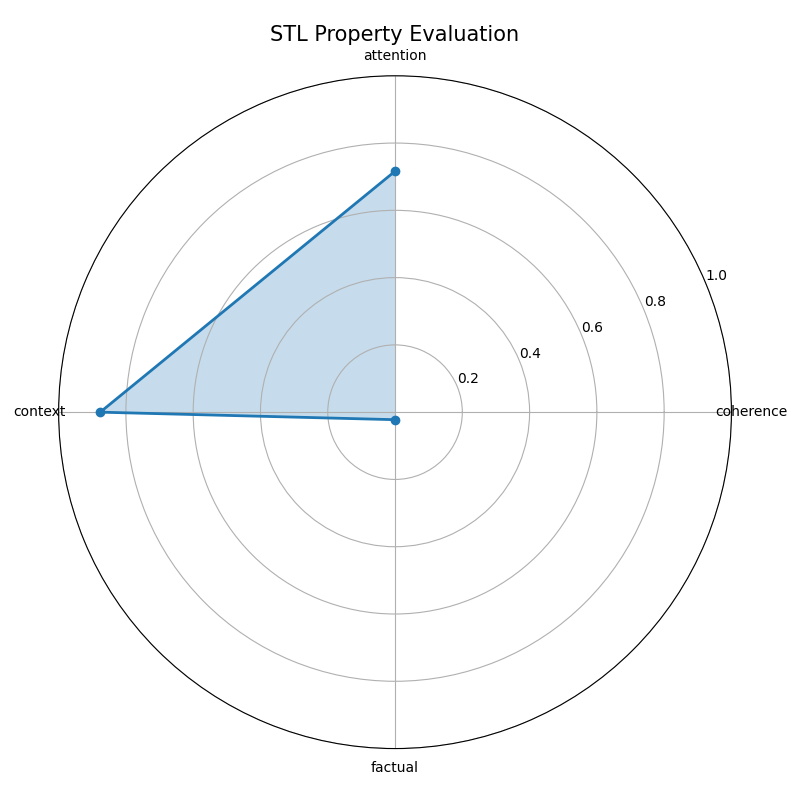 STL Property Evaluation
attention
1.0
0.8
0.6
0.4
0.2
context
coherence
factual